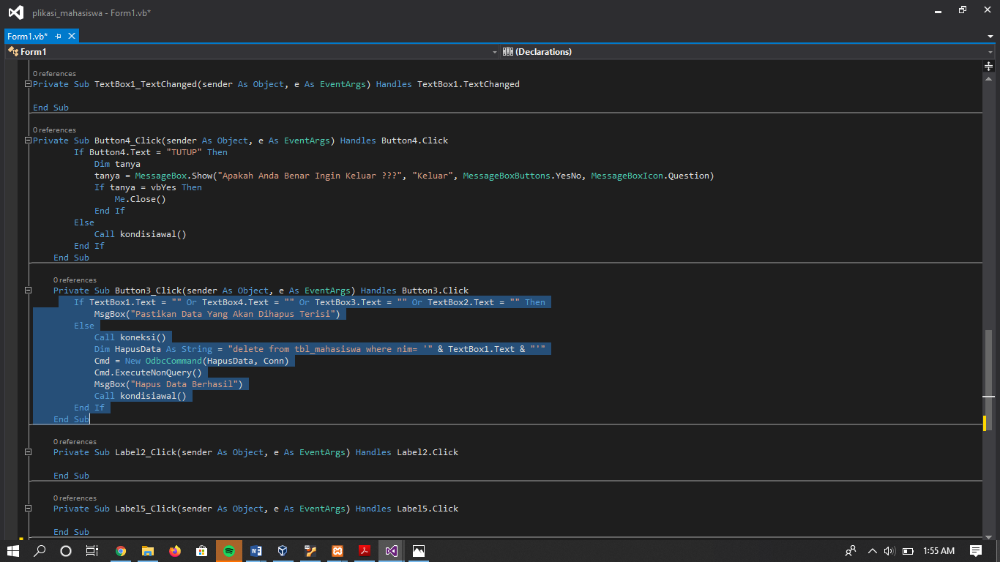 plikasi_mahasiswa - Form1.vb*
Form1.vb*
Form1
(Declarations)
0 references
Private Sub TextBox1_TextChanged(sender As Object, e As EventArgs) Handles TextBox1.TextChanged
End Sub
0 references
Private Sub Button4_Click(sender As Object, e As EventArgs) Handles Button4.Click
If Button4.Text = "TUTUP" Then
Dim tanya
tanya = MessageBox.Show("Apakah Anda Benar Ingin Keluar ???", "Keluar", MessageBoxButtons.YesNo, MessageBoxIcon.Question)
If tanya = vbYes Then
Me.Close()
End If
Else
Call kondisiawal()
End If
End Sub
0 references
Private Sub Button3_Click(sender As Object, e As EventArgs) Handles Button3.Click
If TextBox1.Text = "" Or TextBox4.Text = "" Or TextBox3.Text = "" Or TextBox2.Text = "" Then
MsgBox("Pastikan Data Yang Akan Dihapus Terisi")
Else
Call koneksi()
Dim HapusData As String = "delete from tbl_mahasiswa where nim= '" & TextBox1.Text & "'"
Cmd = New OdbcCommand(HapusData, Conn)
Cmd.ExecuteNonQuery()
MsgBox("Hapus Data Berhasil")
Call kondisiawal()
End If
End Sub
0 references
Private Sub Label2_Click(sender As Object, e As EventArgs) Handles Label2.Click
End Sub
0 references
Private Sub Label5_Click(sender As Object, e As EventArgs) Handles Label5.Click
End Sub
1:55 AM